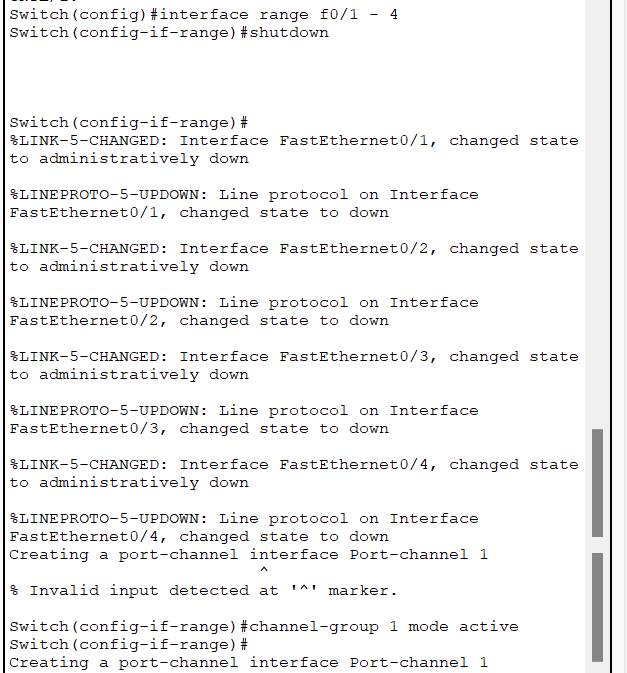 Switch(config)#interface range f0/1 - 4
Switch(config-if-range)#shutdown
Switch(config-if-range)#
%LINK-5-CHANGED: Interface FastEthernet0/1, changed state
to administratively down
%LINEPROTO-5-UPDOWN: Line protocol on Interface
FastEthernet0/1, changed state to down
%LINK-5-CHANGED: Interface FastEthernet0/2, changed state
to administratively down
%LINEPROTO-5-UPDOWN: Line protocol on Interface
FastEthernet0/2, changed state to down
%LINK-5-CHANGED: Interface FastEthernet0/3, changed state
to administratively down
%LINEPROTO-5-UPDOWN: Line protocol on Interface
FastEthernet0/3, changed state to down
%LINK-5-CHANGED: Interface FastEthernet0/4, changed state
to administratively down
%LINEPROTO-5-UPDOWN: Line protocol on Interface
FastEthernet0/4, changed state to down
Creating a port-channel interface Port-channel 1
^
% Invalid input detected at '^' marker.
Switch(config-if-range)#channel-group 1 mode active
Switch(config-if-range)#
Creating a port-channel interface Port-channel 1